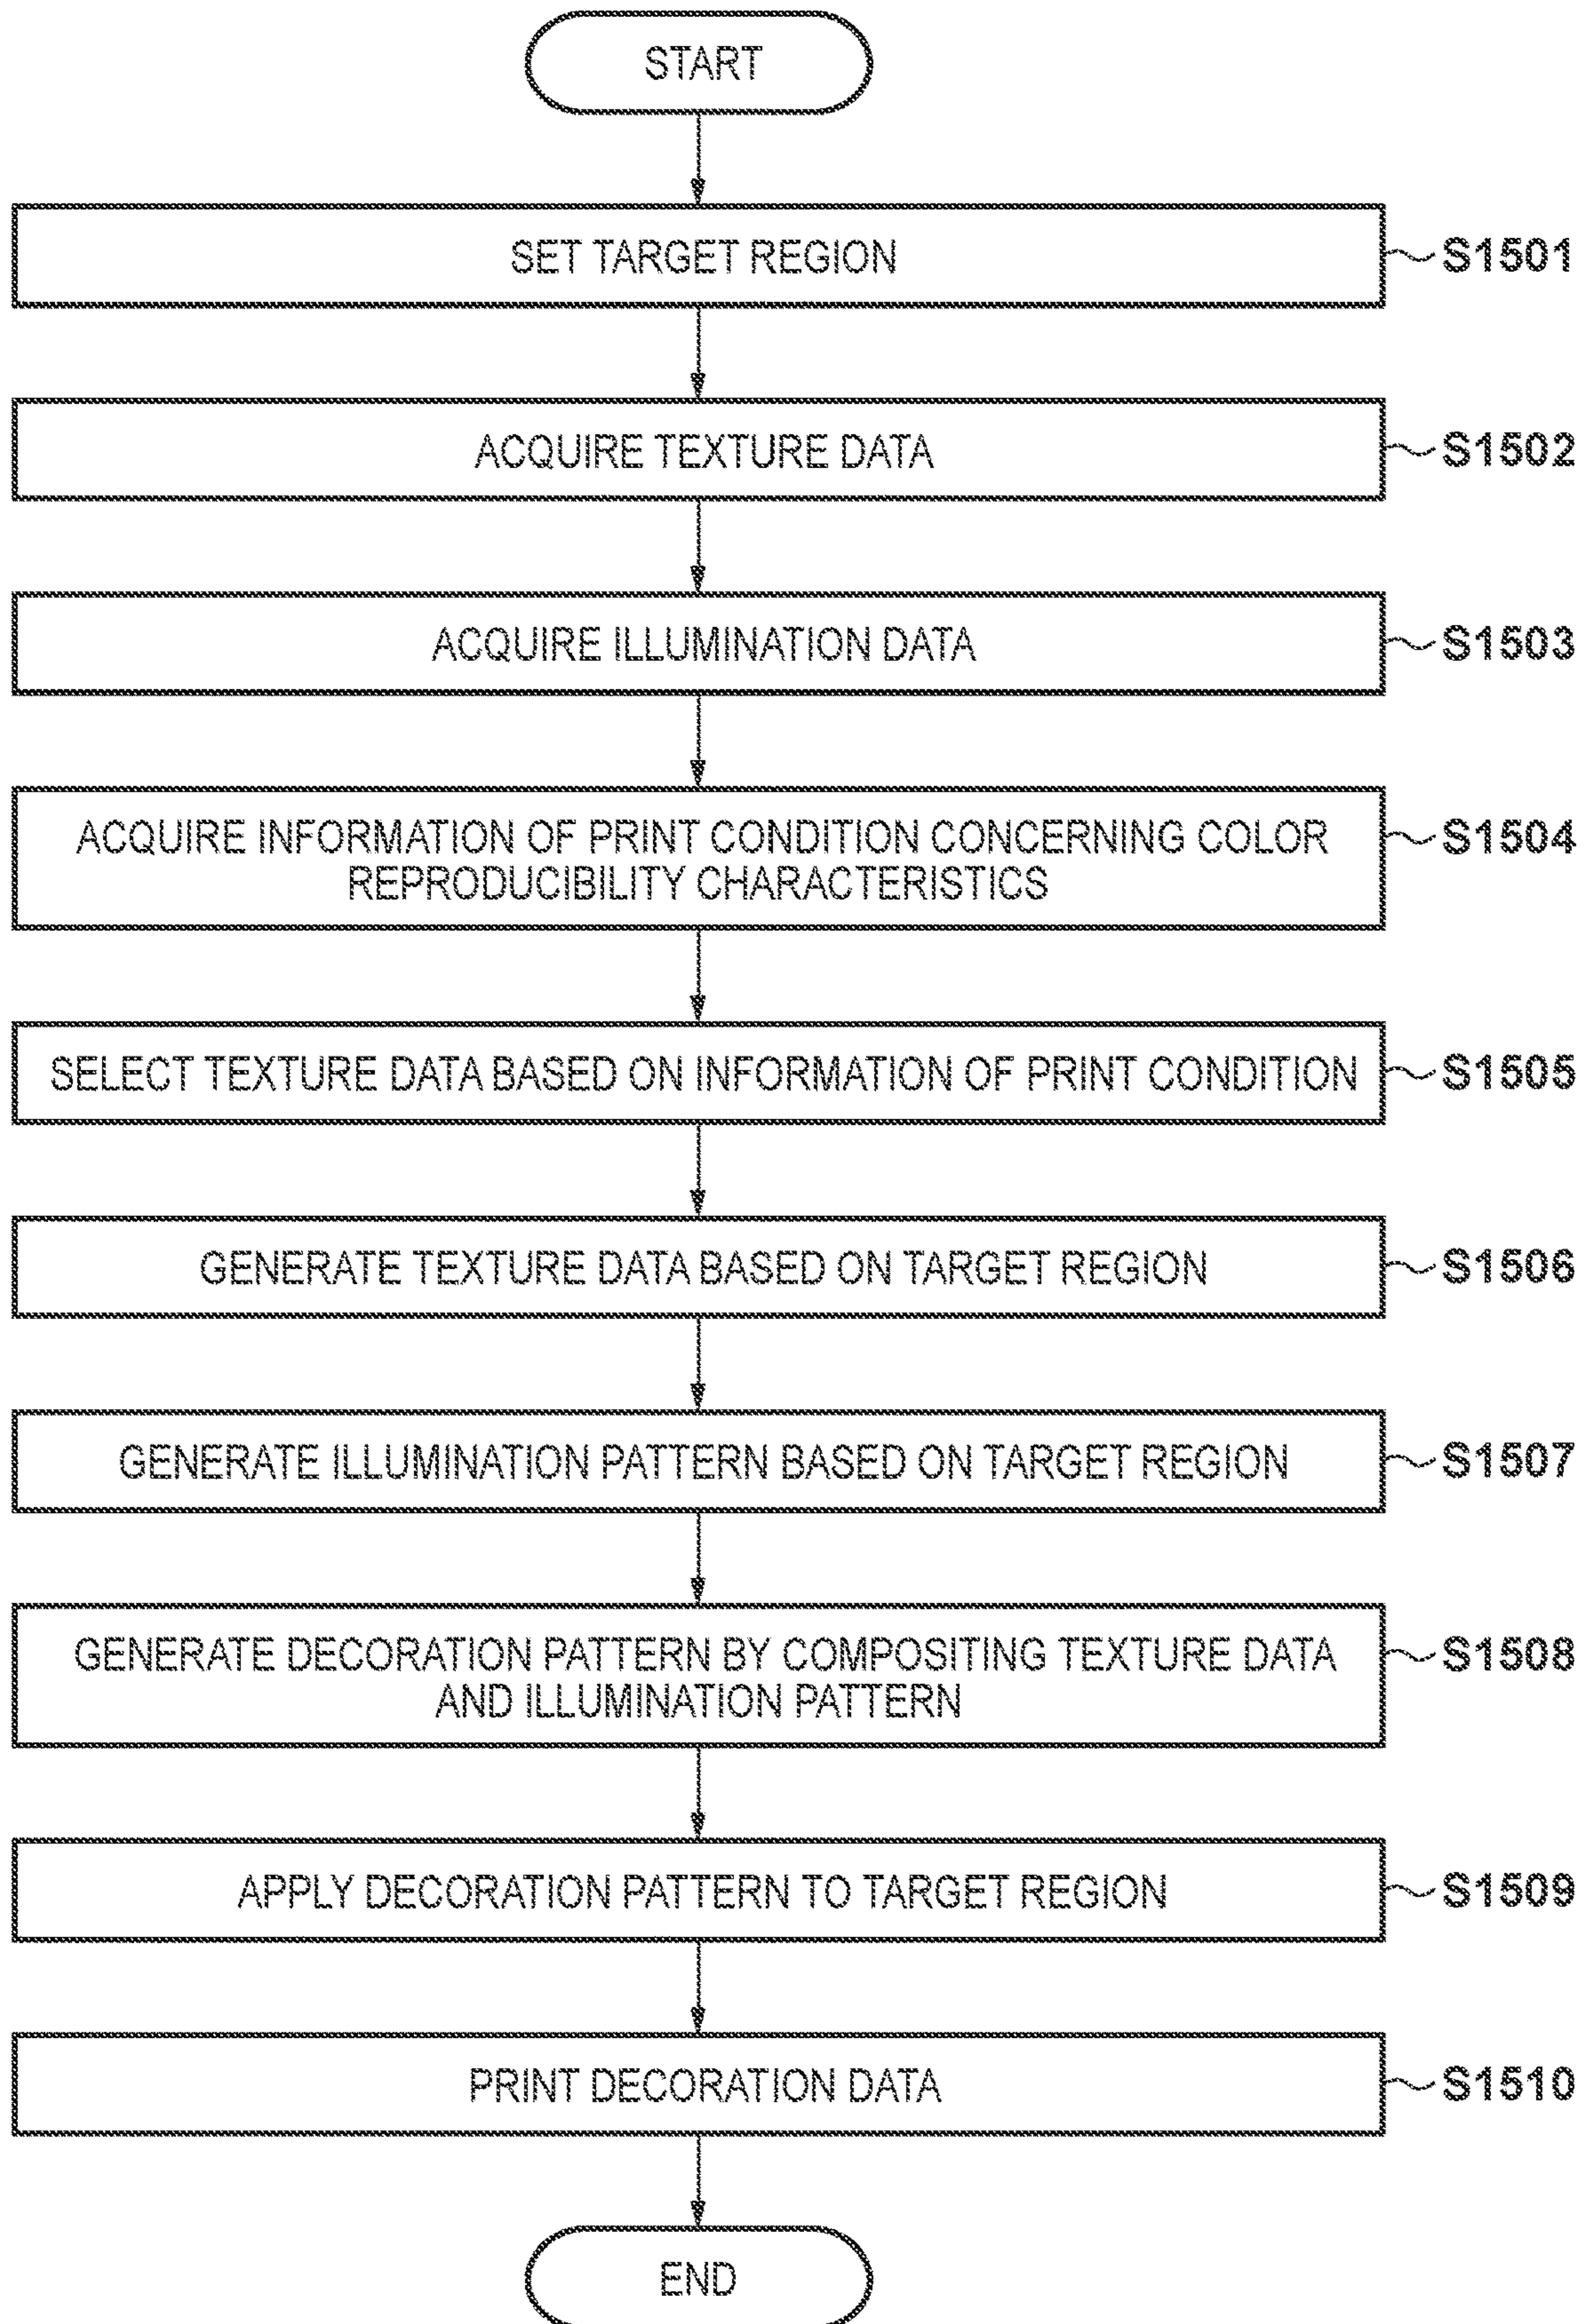 START
SET TARGET REGION
S1501
ACQUIRE TEXTURE DATA
S1502
ACQUIRE ILLUMINATION DATA
S1503
ACQUIRE INFORMATION OF PRINT CONDITION CONCERNING COLOR
REPRODUCIBILITY CHARACTERISTICS
S1504
SELECT TEXTURE DATA BASED ON INFORMATION OF PRINT CONDITION
S1505
GENERATE TEXTURE DATA BASED ON TARGET REGION
S1506
GENERATE ILLUMINATION PATTERN BASED ON TARGET REGION
S1507
GENERATE DECORATION PATTERN BY COMPOSITING TEXTURE DATA
AND ILLUMINATION PATTERN
S1508
APPLY DECORATION PATTERN TO TARGET REGION
S1509
PRINT DECORATION DATA
S1510
END